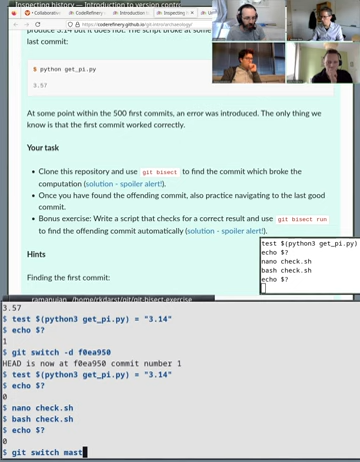 Inspecting history — Introduction to version contro
Collaborati
CodeRefiner
Introduction
Inspecting
https://coderefinery.github.io/git-intro/archaeology/
produce 3.14 but it does not. The script broke at some
last commit:
$ python get_pi.py
3.57
At some point within the 500 first commits, an error was introduced. The only thing we
know is that the first commit worked correctly.
Your task
• Clone this repository and use git bisect to find the commit which broke the
computation (solution - spoiler alert!).
• Once you have found the offending commit, also practice navigating to the last good
commit.
• Bonus exercise: Write a script that checks for a correct result and use git bisect run
to find the offending commit automatically (solution - spoiler alert!).
Hints
Finding the first commit:
test $(python3 get_pi.py)
echo $?
nano check.sh
bash check.sh
echo $?
ramanujan /home/rkdarst/git/git-bisect-exercise
3.57
$ test $(python3 get_pi.py) = "3.14"
$ echo $?
1
$ git switch -d f0ea950
HEAD is now at f0ea950 commit number 1
$ test $(python3 get_pi.py) = "3.14"
$ echo $?
0
$ nano check.sh
$ bash check.sh
$ echo $?
0
$ git switch mast